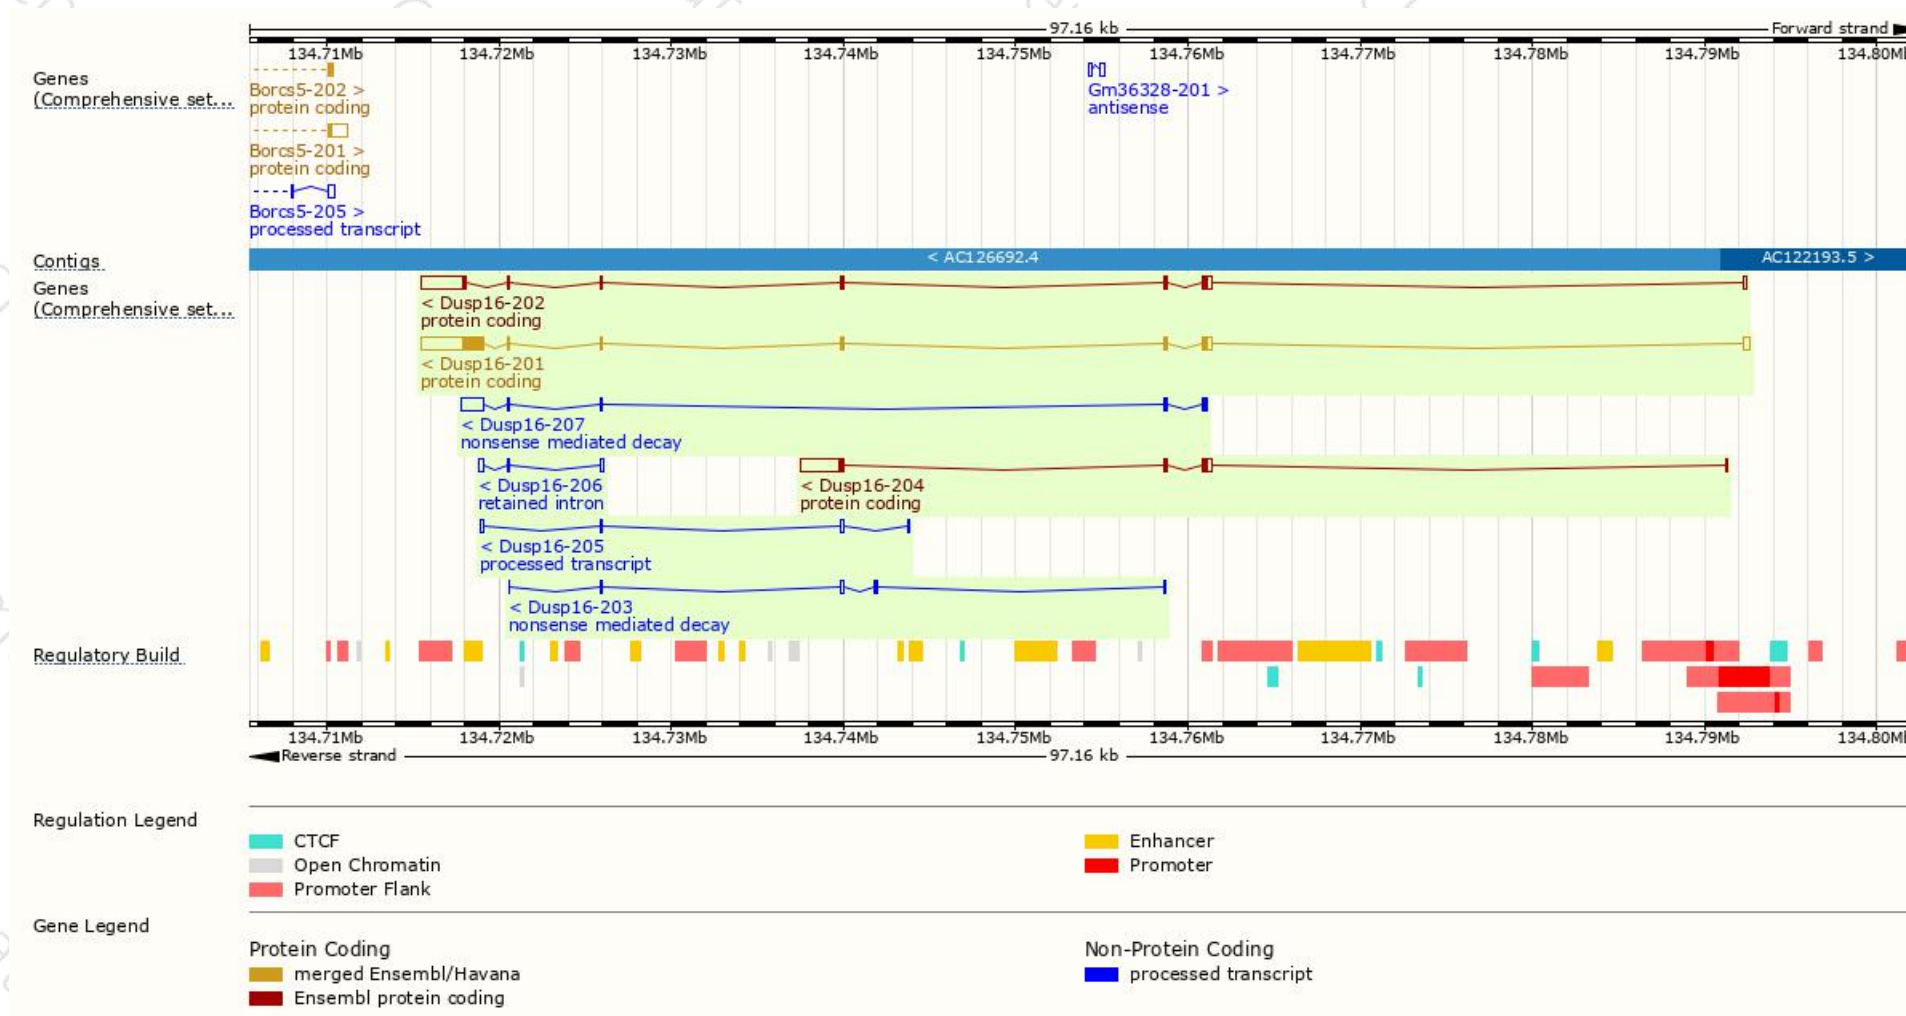 97.16 kb Forward strand
134.71Mb 134.72Mb 134.73Mb 134.74Mb 134.75Mb 134.76Mb 134.77Mb 134.78Mb 134.79Mb 134.80Mb
Genes
(Comprehensive set...
Borcs5-202 >
protein coding
Gm36328-201 >
antisense
Borcs5-201 >
protein coding
Borcs5-205 >
processed transcript
Contigs
< AC126692.4 AC122193.5 >
Genes
(Comprehensive set...
< Dusp16-202
protein coding
< Dusp16-201
protein coding
< Dusp16-207
nonsense mediated decay
< Dusp16-206
retained intron
< Dusp16-204
protein coding
< Dusp16-205
processed transcript
< Dusp16-203
nonsense mediated decay
Regulatory Build
134.71Mb 134.72Mb 134.73Mb 134.74Mb 134.75Mb 134.76Mb 134.77Mb 134.78Mb 134.79Mb 134.80Mb
Reverse strand 97.16 kb
Regulation Legend
CTCF Enhancer
Open Chromatin Promoter
Promoter Flank
Gene Legend
Protein Coding Non-Protein Coding
merged Ensembl/Havana processed transcript
Ensembl protein coding